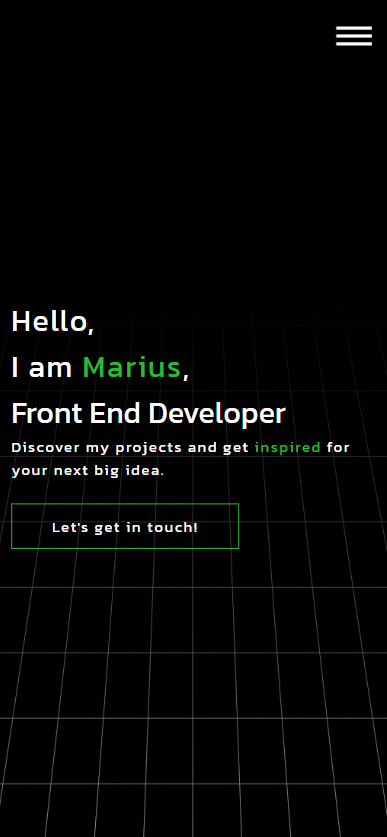 Hello,
I am Marius,
Front End Developer
Discover my projects and get inspired for
your next big idea.
Let's get in touch!